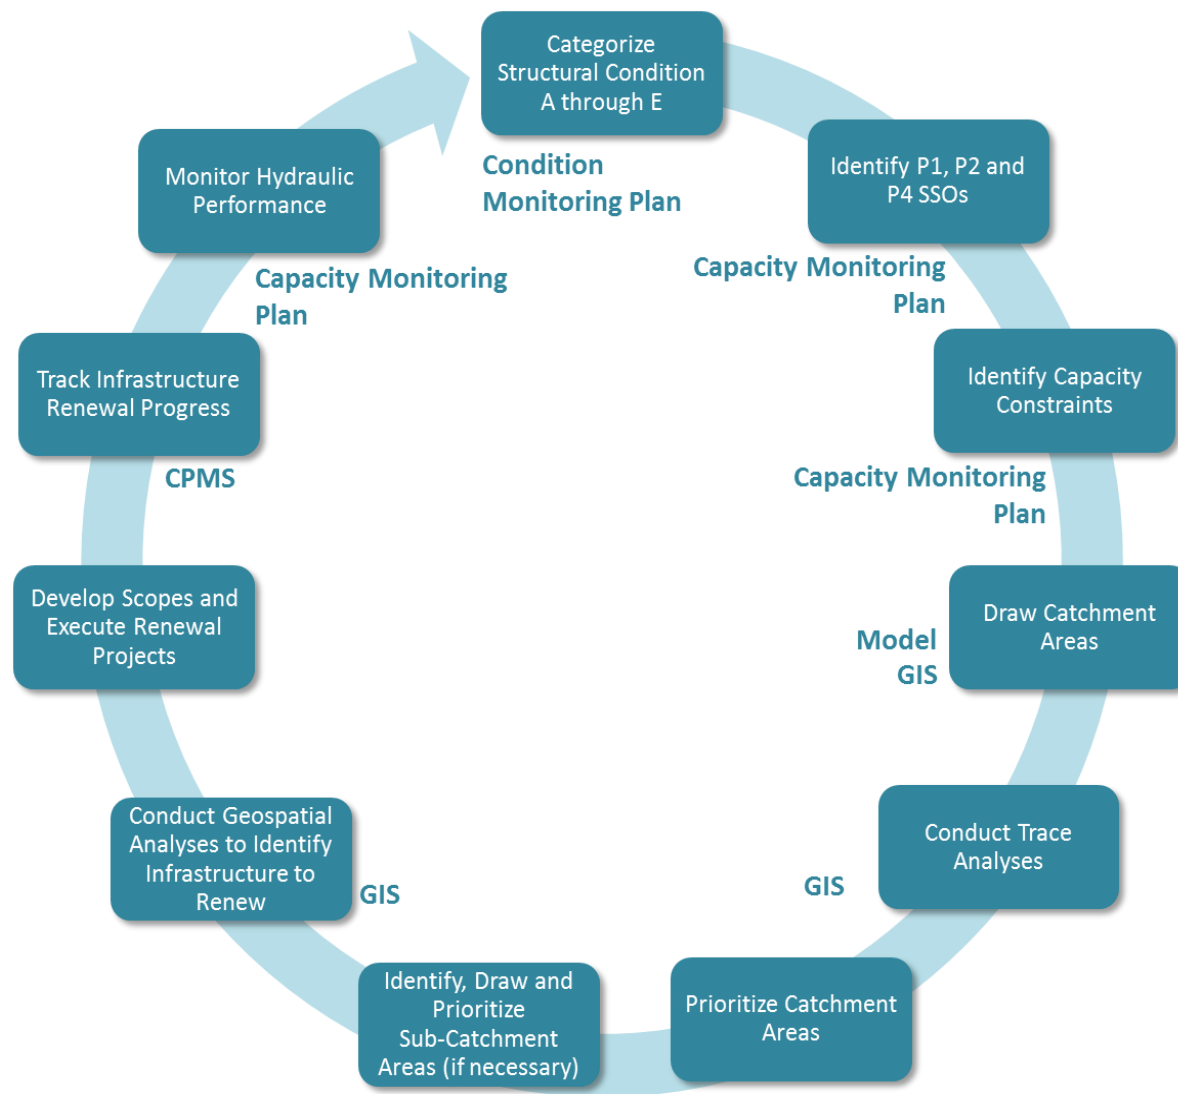 Categorize
Structural Condition
A through E
Condition
Monitoring Plan
Identify P1, P2 and
P4 SSOs
Capacity Monitoring
Plan
Identify Capacity
Constraints
Capacity Monitoring
Plan
Draw Catchment
Areas
Model
GIS
Conduct Trace
Analyses
GIS
Prioritize Catchment
Areas
Identify, Draw and
Prioritize
Sub-Catchment
Areas (if necessary)
Conduct Geospatial
Analyses to Identify
Infrastructure to
Renew
GIS
Develop Scopes and
Execute Renewal
Projects
Track Infrastructure
Renewal Progress
CPMS
Monitor Hydraulic
Performance
Capacity Monitoring
Plan